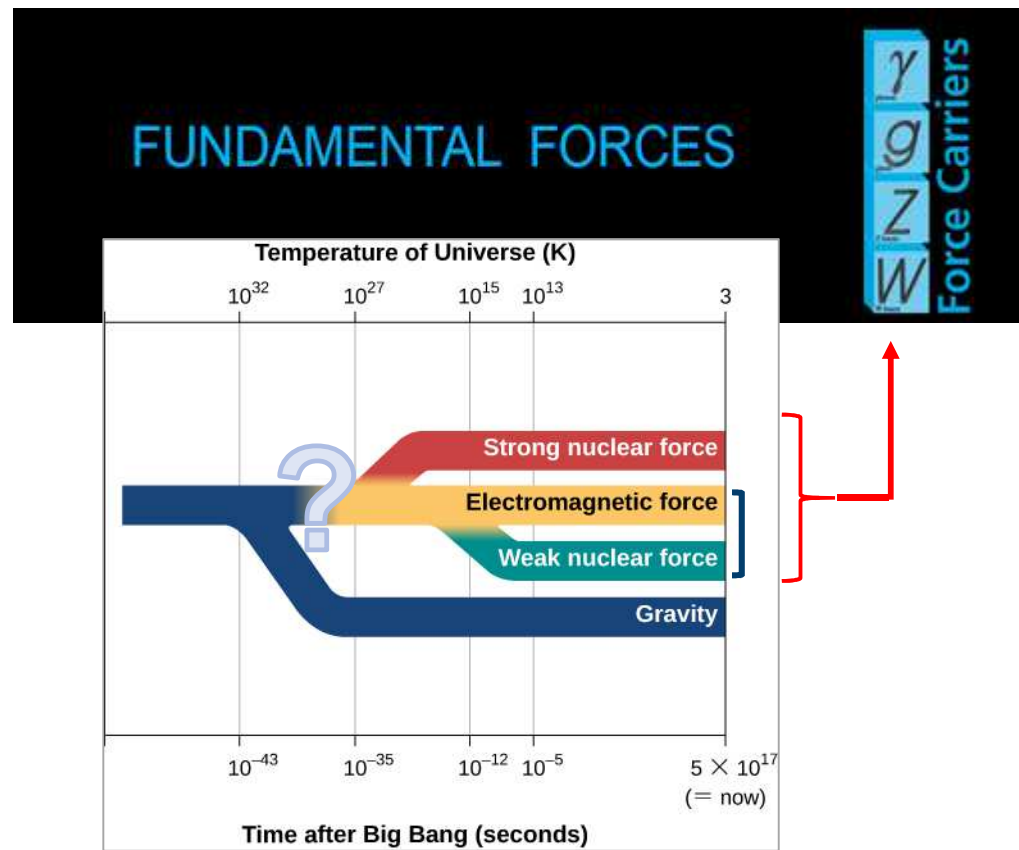 FUNDAMENTAL FORCES
γ
g
Z
W
Force Carriers
Temperature of Universe (K)
10³² 10²⁷ 10¹⁵ 10¹³ 3
Strong nuclear force
?
Electromagnetic force
Weak nuclear force
Gravity
10⁻⁴³ 10⁻³⁵ 10⁻¹² 10⁻⁵ 5 × 10¹⁷
(= now)
Time after Big Bang (seconds)